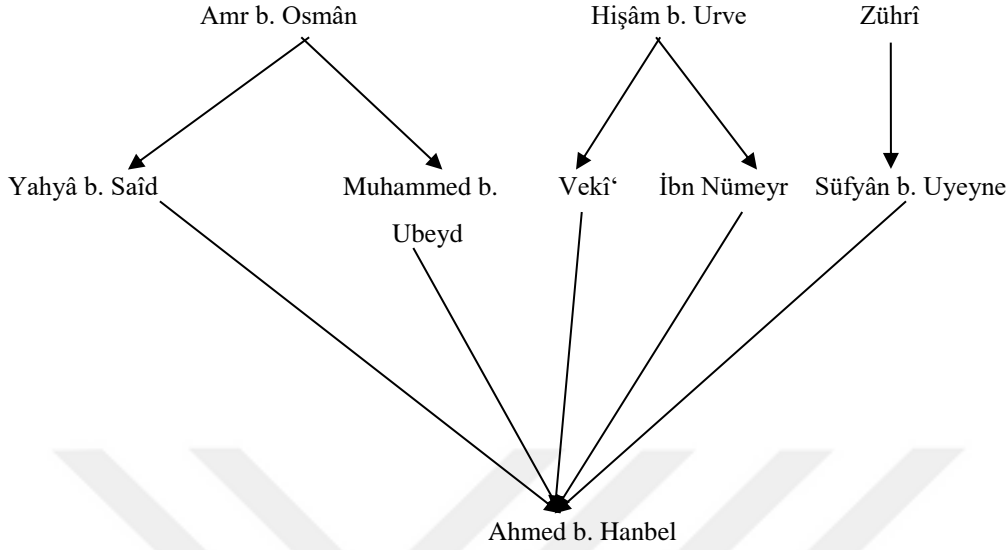 Amr b. Osmân Hişâm b. Urve Zührî
Yahyâ b. Saîd Muhammed b. Vekî‘ İbn Nümeyr Süfyân b. Uyeyne
Ubeyd
Ahmed b. Hanbel